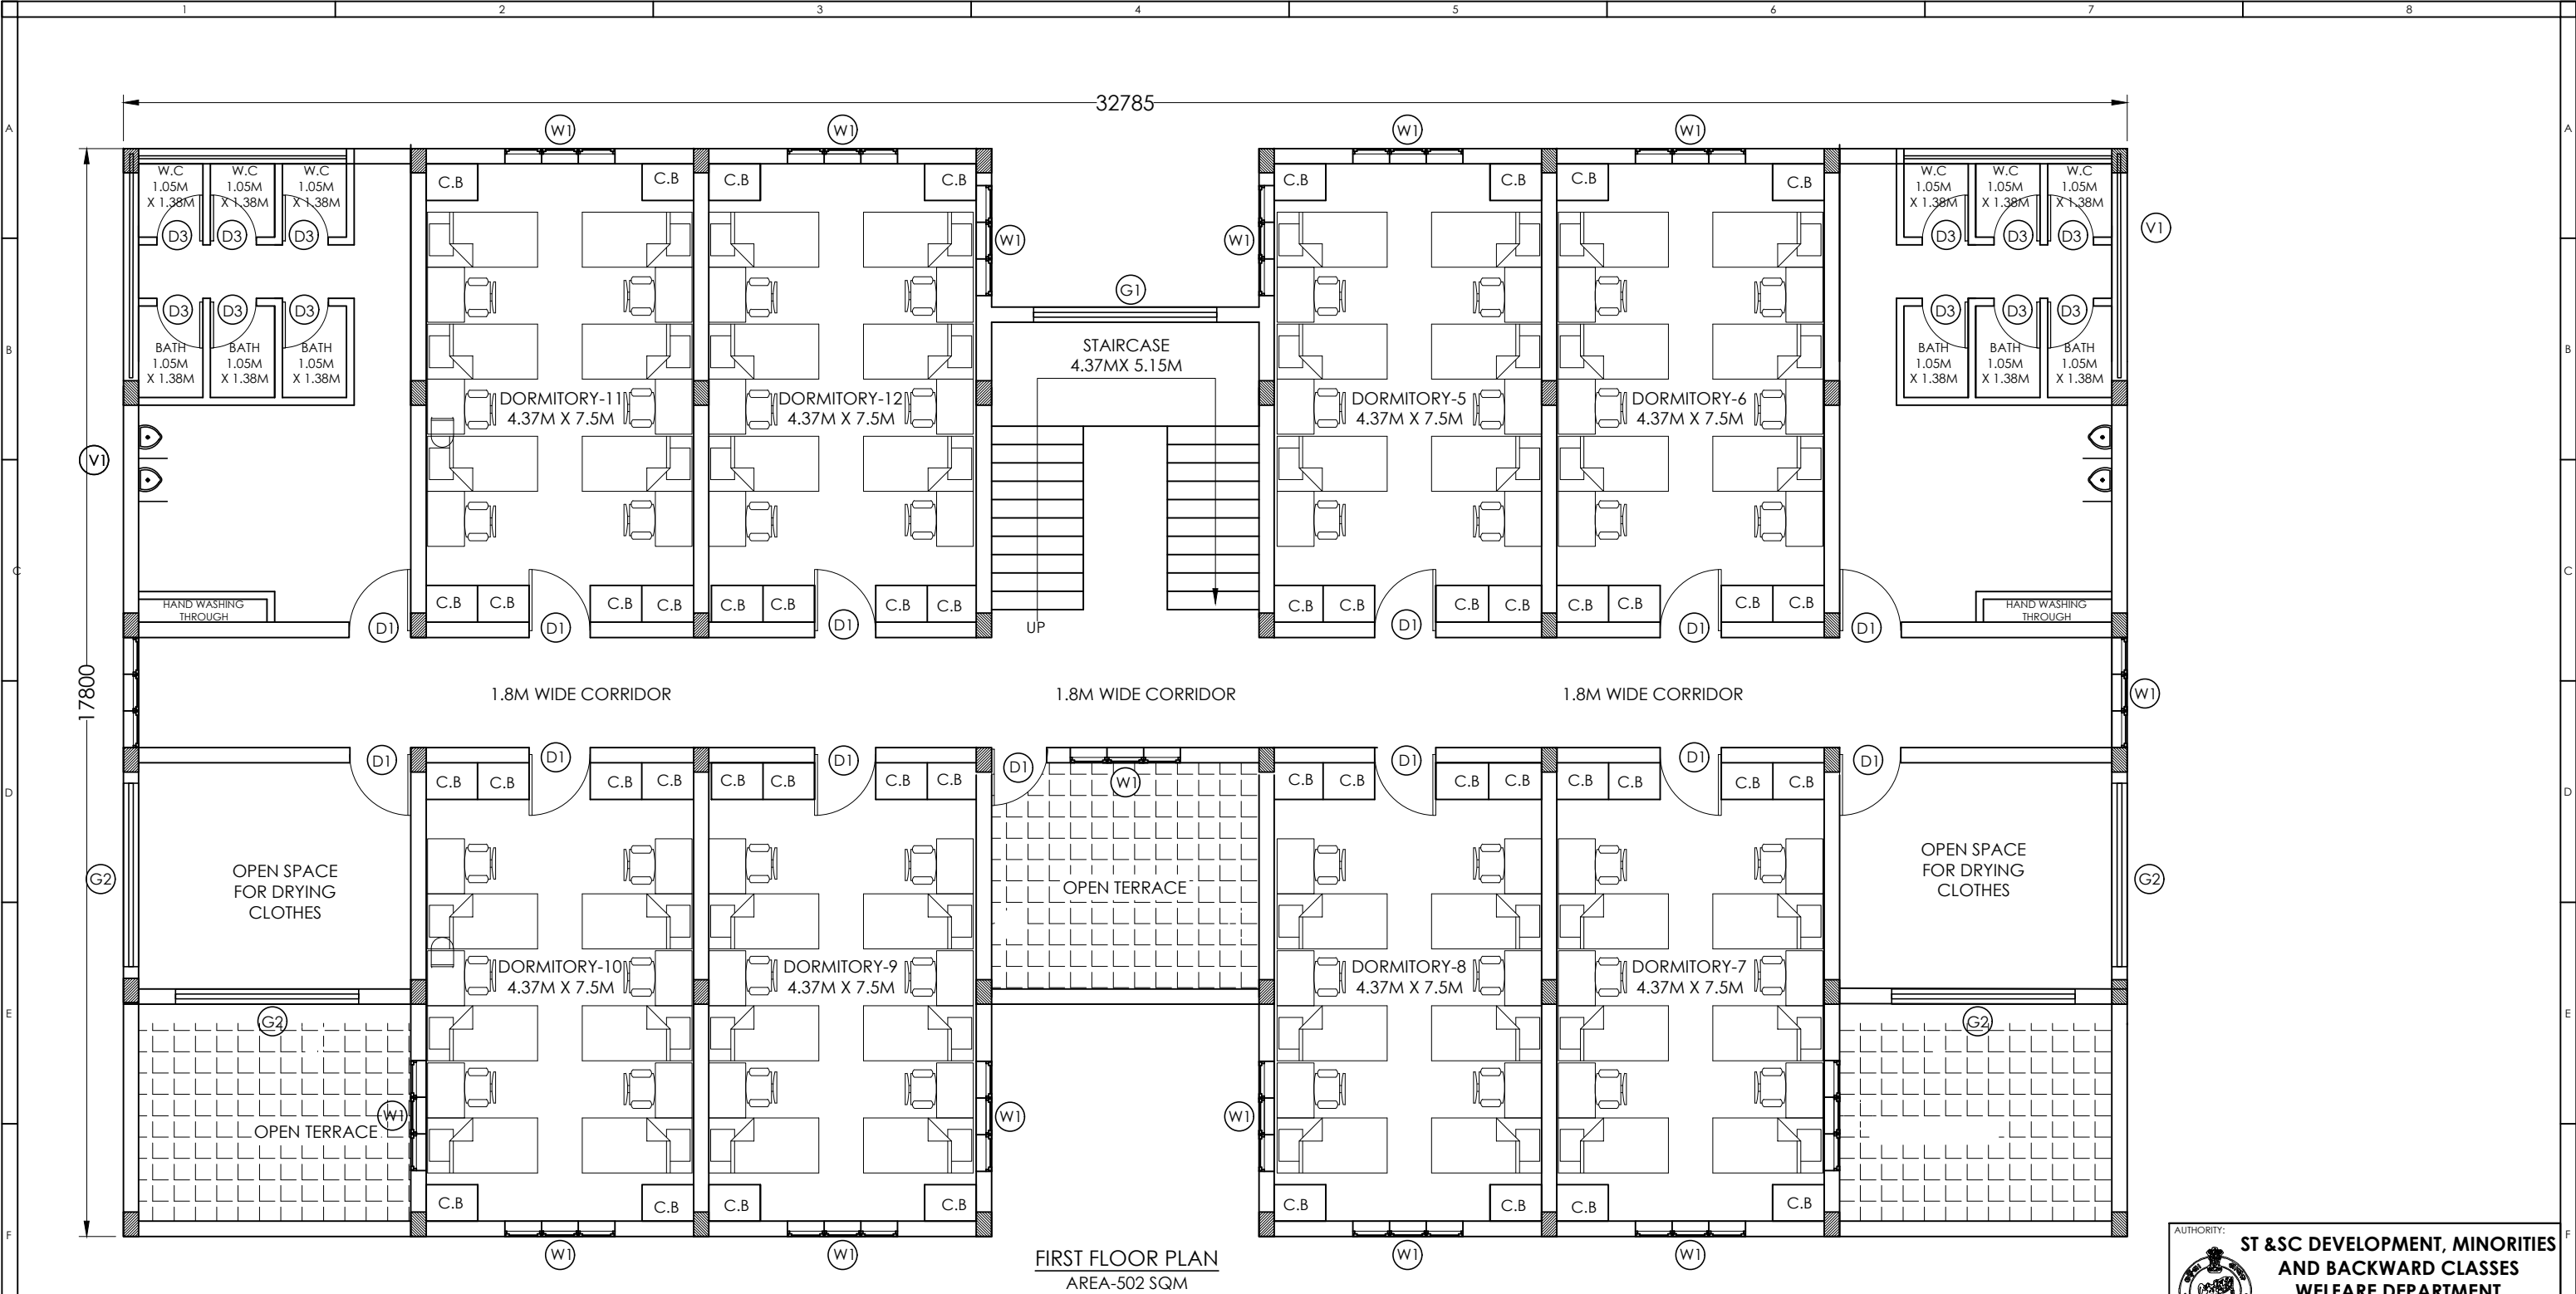 1 2 3 4 5 6 7 8
32785
A A
W1 W1 W1 W1
W.C W.C W.C
1.05M 1.05M 1.05M
X 1.38M X 1.38M X 1.38M
D3 D3 D3
C.B C.B C.B C.B
C.B C.B C.B C.B
W.C W.C W.C
1.05M 1.05M 1.05M
X 1.38M X 1.38M X 1.38M
D3 D3 D3
V1
W1 W1
G1
D3 D3 D3
BATH BATH BATH
1.05M 1.05M 1.05M
X 1.38M X 1.38M X 1.38M
STAIRCASE
4.37MX 5.15M
D3 D3 D3
BATH BATH BATH
1.05M 1.05M 1.05M
X 1.38M X 1.38M X 1.38M
B B
DORMITORY-11
4.37M X 7.5M
DORMITORY-12
4.37M X 7.5M
DORMITORY-5
4.37M X 7.5M
DORMITORY-6
4.37M X 7.5M
V1
C C
HAND WASHING
THROUGH
C.B C.B C.B C.B C.B C.B C.B C.B
C.B C.B C.B C.B C.B C.B C.B C.B
HAND WASHING
THROUGH
D1 D1 D1
UP
D1 D1 D1
17800
1.8M WIDE CORRIDOR 1.8M WIDE CORRIDOR 1.8M WIDE CORRIDOR
W1
D1 D1 D1 D1 D1 D1 D1
W1
C.B C.B C.B C.B C.B C.B C.B C.B
C.B C.B C.B C.B C.B C.B C.B C.B
D D
OPEN SPACE
FOR DRYING
CLOTHES
G2
OPEN TERRACE
OPEN SPACE
FOR DRYING
CLOTHES
G2
DORMITORY-10
4.37M X 7.5M
DORMITORY-9
4.37M X 7.5M
DORMITORY-8
4.37M X 7.5M
DORMITORY-7
4.37M X 7.5M
E E
G2 G2
W1 W1 W1
OPEN TERRACE
C.B C.B C.B C.B
C.B C.B C.B C.B
F F
W1 W1 W1 W1
FIRST FLOOR PLAN
AREA-502 SQM
AUTHORITY:
ST &SC DEVELOPMENT, MINORITIES
AND BACKWARD CLASSES
WELFARE DEPARTMENT